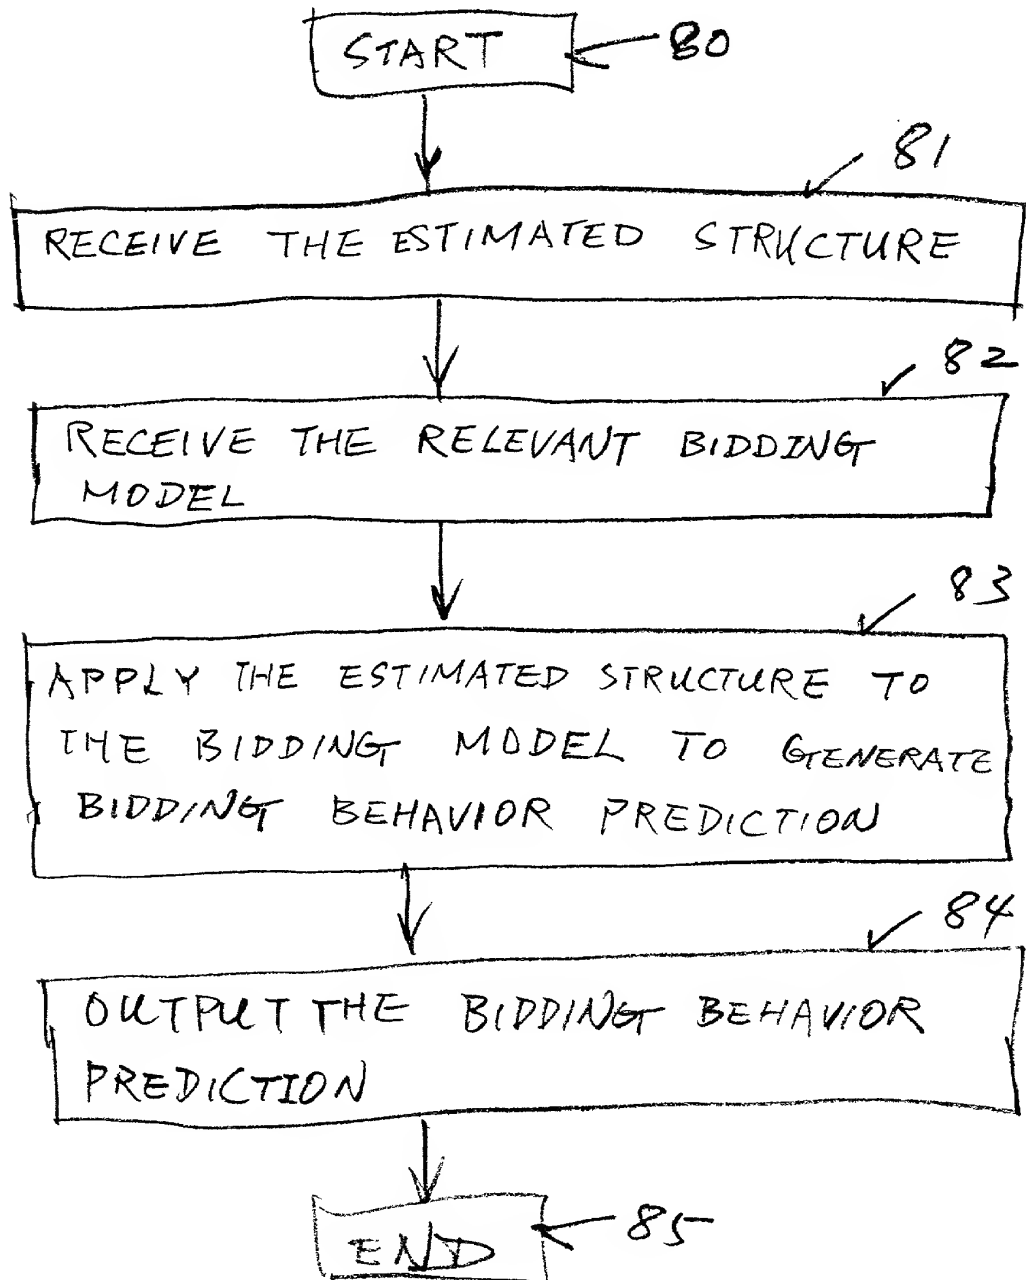 START
80
81
RECEIVE THE ESTIMATED STRUCTURE
82
RECEIVE THE RELEVANT BIDDING
MODEL
83
APPLY THE ESTIMATED STRUCTURE TO
THE BIDDING MODEL TO GENERATE
BIDDING BEHAVIOR PREDICTION
84
OUTPUT THE BIDDING BEHAVIOR
PREDICTION
END
85